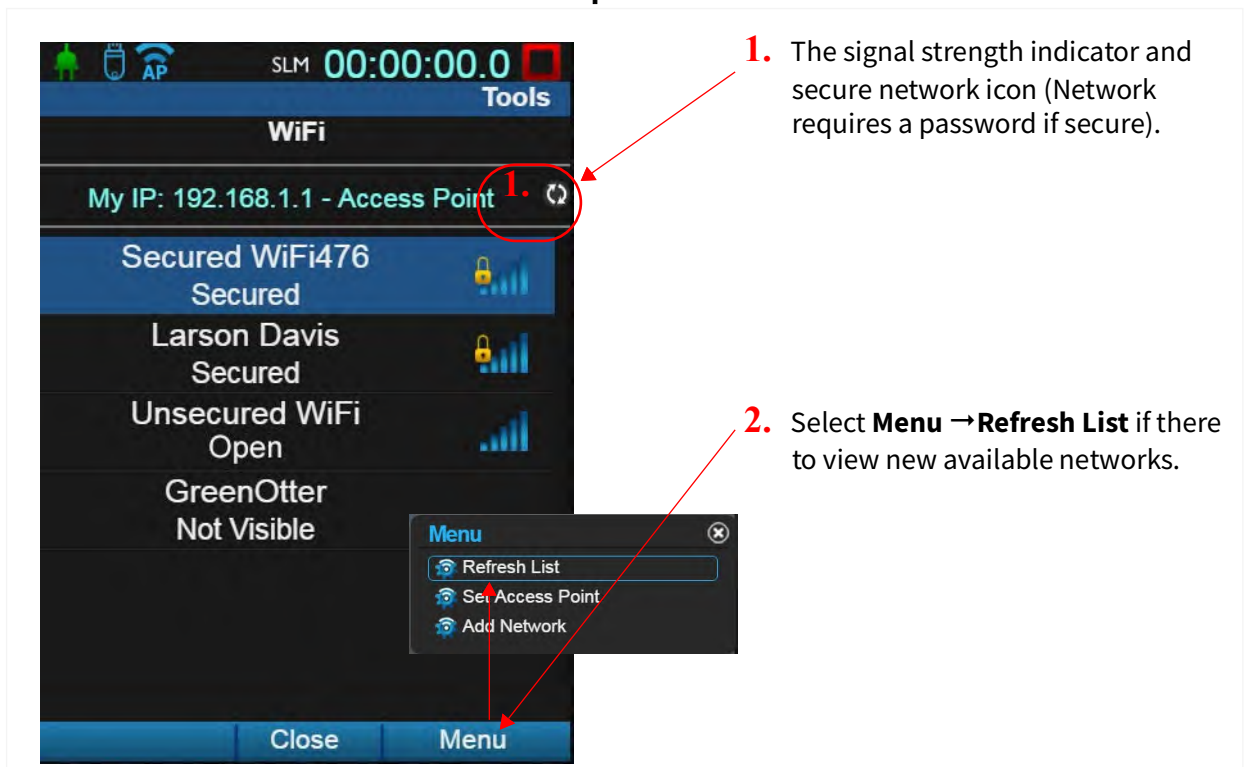 AP SLM 00:00:00.0
Tools
WiFi
My IP: 192.168.1.1 - Access Point 1.
Secured WiFi476
Secured
Larson Davis
Secured
Unsecured WiFi
Open
GreenOtter
Not Visible
Menu
Refresh List
Set Access Point
Add Network
Close Menu
1. The signal strength indicator and
secure network icon (Network
requires a password if secure).
2. Select Menu →Refresh List if there
to view new available networks.